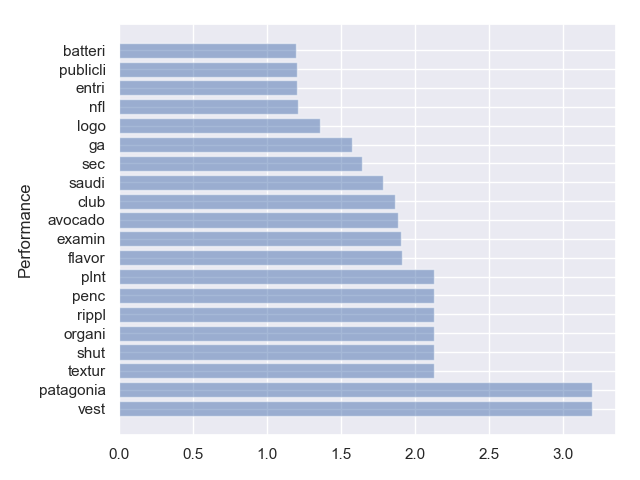 batteri
publicli
entri
nfl
logo
ga
sec
saudi
club
avocado
examin
flavor
plnt
penc
rippl
organi
shut
textur
patagonia
vest
Performance
0.0 0.5 1.0 1.5 2.0 2.5 3.0